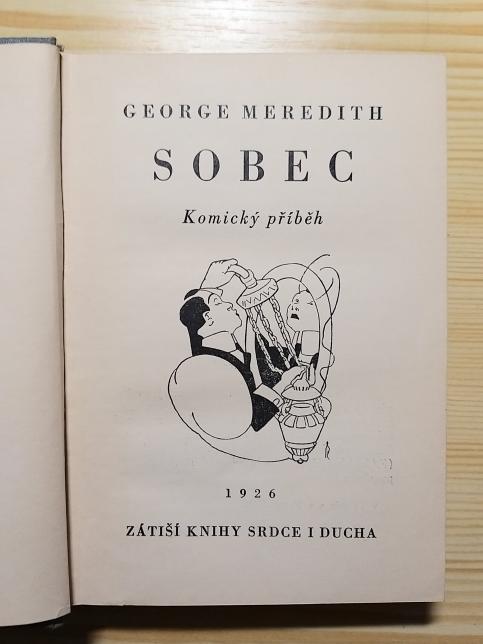 GEORGE MEREDITH
SOBEC
Komický příběh
1926
ZÁTIŠÍ KNIHY SRDCE I DUCHA